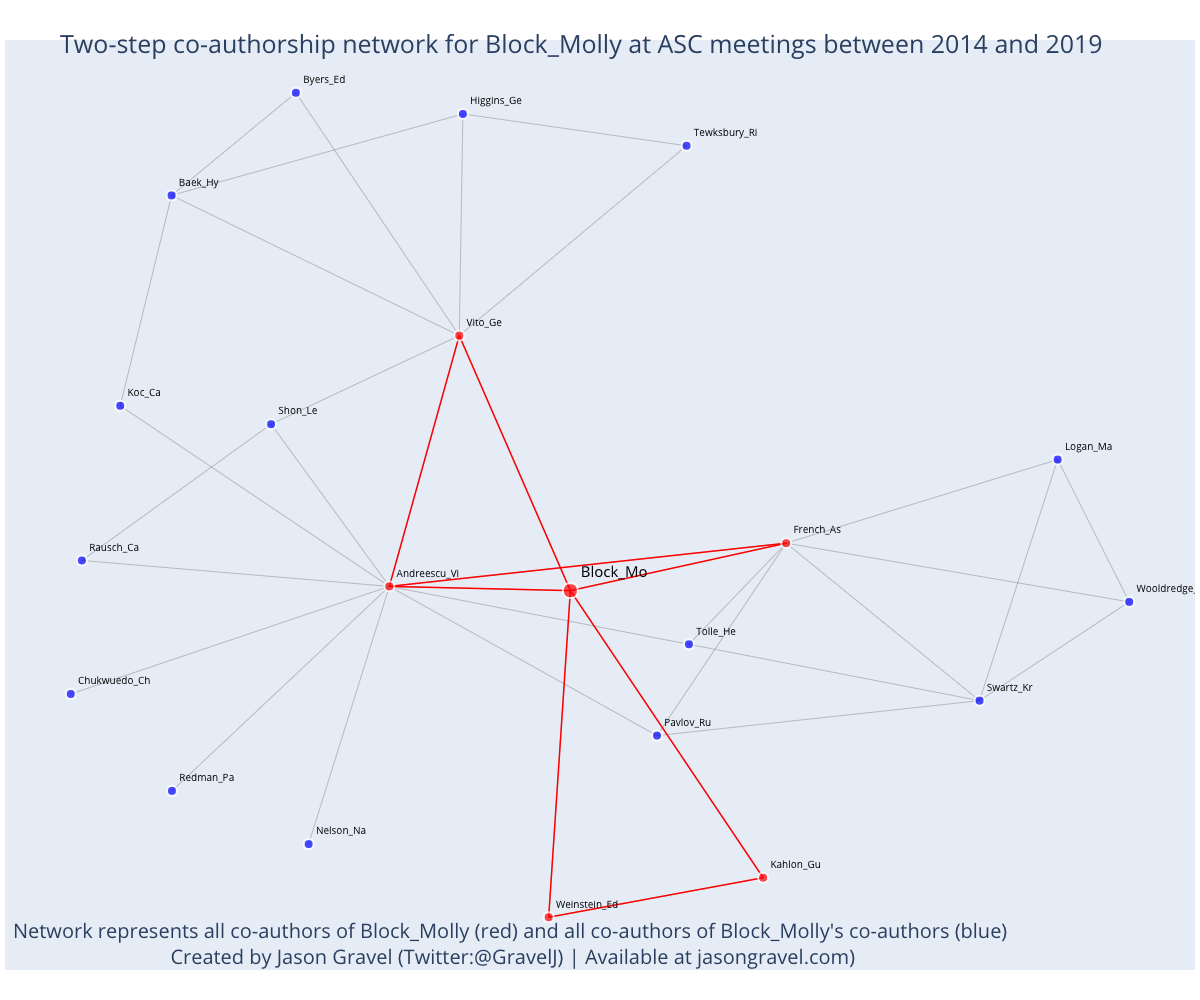 Two-step co-authorship network for Block_Molly at ASC meetings between 2014 and 2019
Byers_Ed
Higgins_Ge
Tewksbury_Ri
Baek_Hy
Vito_Ge
Koc_Ca
Shon_Le
Logan_Ma
French_As
Rausch_Ca
Andreescu_Vi
Block_Mo
Wooldredge_
Tolle_He
Chukwuedo_Ch
Swartz_Kr
Pavlov_Ru
Redman_Pa
Nelson_Na
Kahlon_Gu
Weinstein_Ed
Network represents all co-authors of Block_Molly (red) and all co-authors of Block_Molly's co-authors (blue)
Created by Jason Gravel (Twitter:@GravelJ) | Available at jasongravel.com)